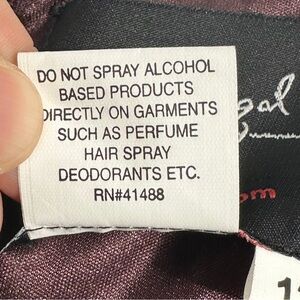 DO NOT SPRAY ALCOHOL
BASED PRODUCTS
DIRECTLY ON GARMENTS
SUCH AS PERFUME
HAIR SPRAY
DEODORANTS ETC.
RN#41488